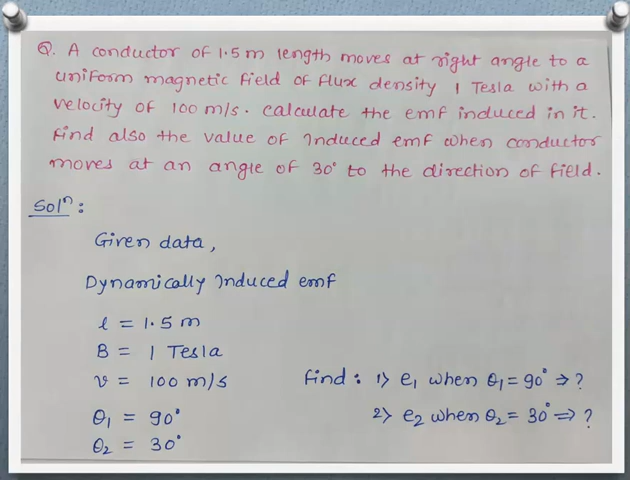 Q. A conductor of 1.5 m length moves at right angle to a
uniform magnetic field of flux density 1 Tesla with a
velocity of 100 m/s. Calculate the emf induced in it.
Find also the value of Induced emf when conductor
moves at an angle of 30° to the direction of field.
Solⁿ:
Given data,
Dynamically Induced emf
l = 1.5 m
B = 1 Tesla
v = 100 m/s
θ₁ = 90°
θ₂ = 30°
Find : 1> e₁ when θ₁ = 90° ⇒ ?
2> e₂ when θ₂ = 30° ⇒ ?